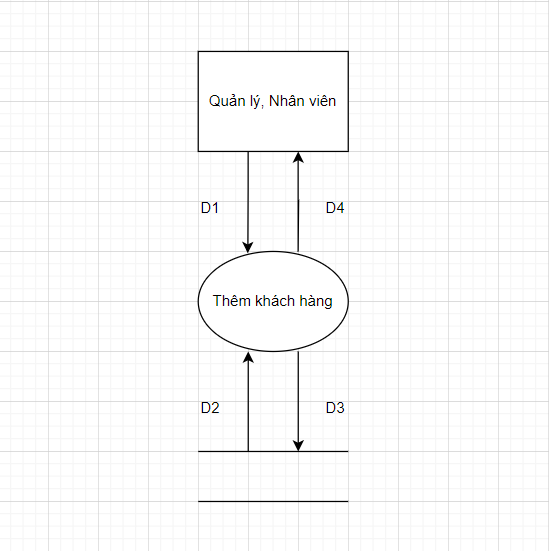 Quản lý, Nhân viên
D1
D4
Thêm khách hàng
D2
D3